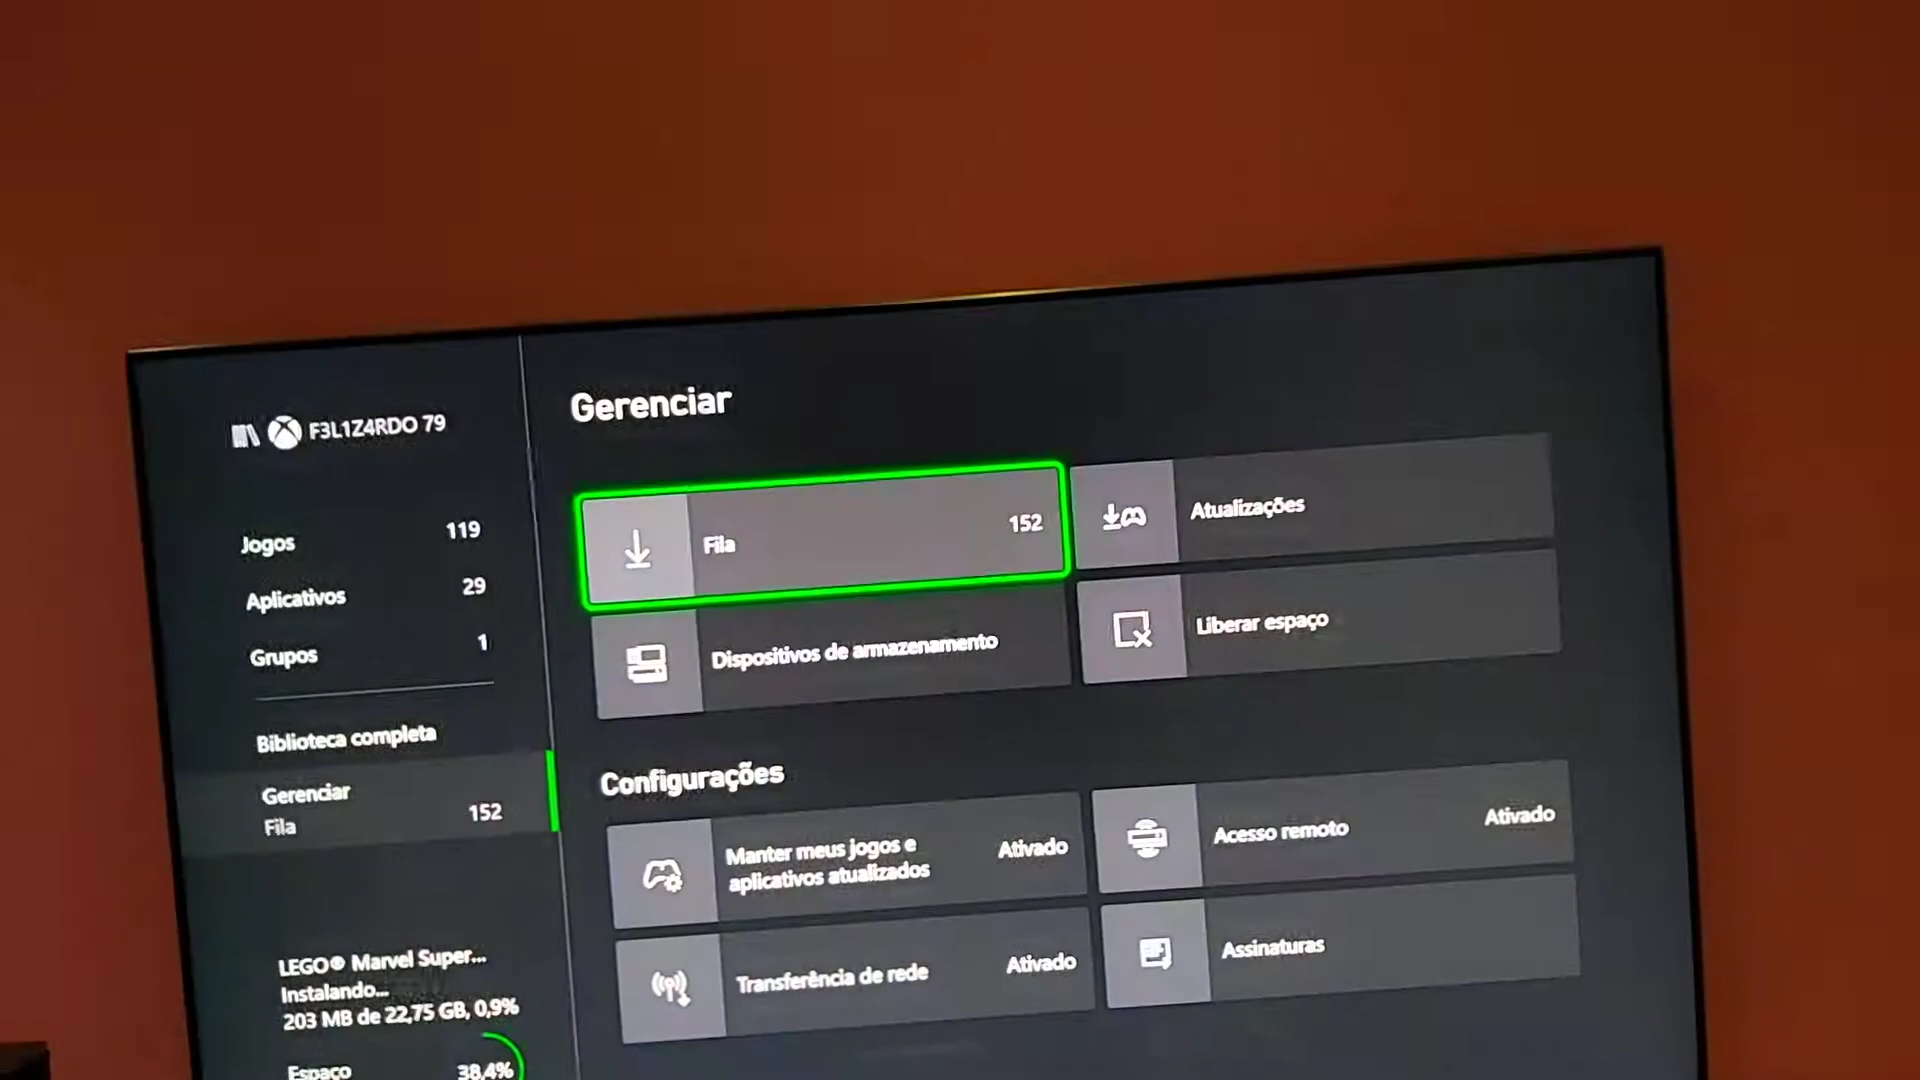 F3L1Z4RDO 79
Jogos 119
Aplicativos 29
Grupos 1
Biblioteca completa
Gerenciar
Fila 152
LEGO® Marvel Super...
Instalando...
203 MB de 22,75 GB, 0,9%
Espaço 38,4%
Gerenciar
Fila 152
Atualizações
Dispositivos de armazenamento
Liberar espaço
Configurações
Manter meus jogos e
aplicativos atualizados
Ativado
Acesso remoto Ativado
Transferência de rede Ativado
Assinaturas